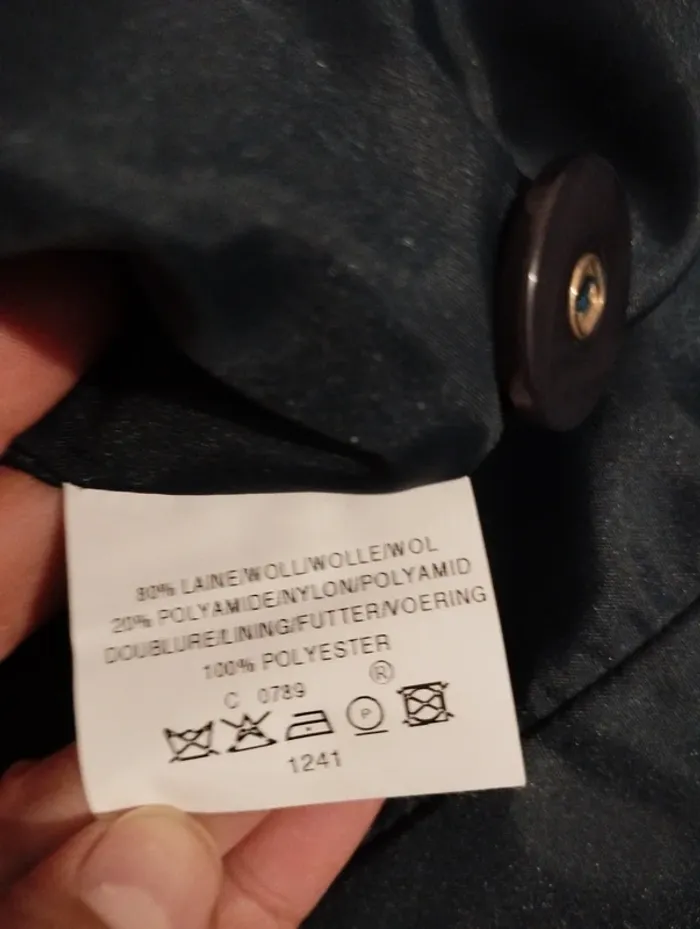 80% LAINE/WOLL/WOLLE/WOL
20% POLYAMIDE/NYLON/POLYAMID
DOUBLURE/LINING/FUTTER/VOERING
100% POLYESTER
C 0789 ®
P
1241